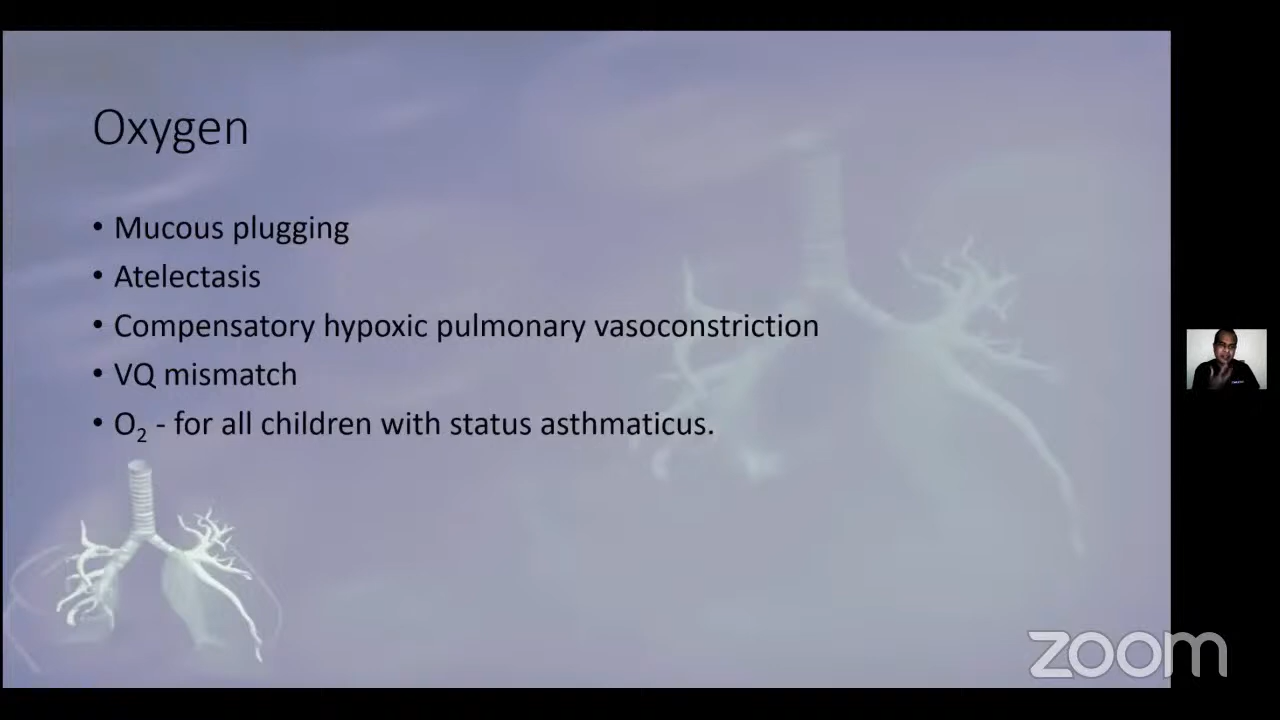 Oxygen
• Mucous plugging
• Atelectasis
• Compensatory hypoxic pulmonary vasoconstriction
• VQ mismatch
• O₂ - for all children with status asthmaticus.
zoom